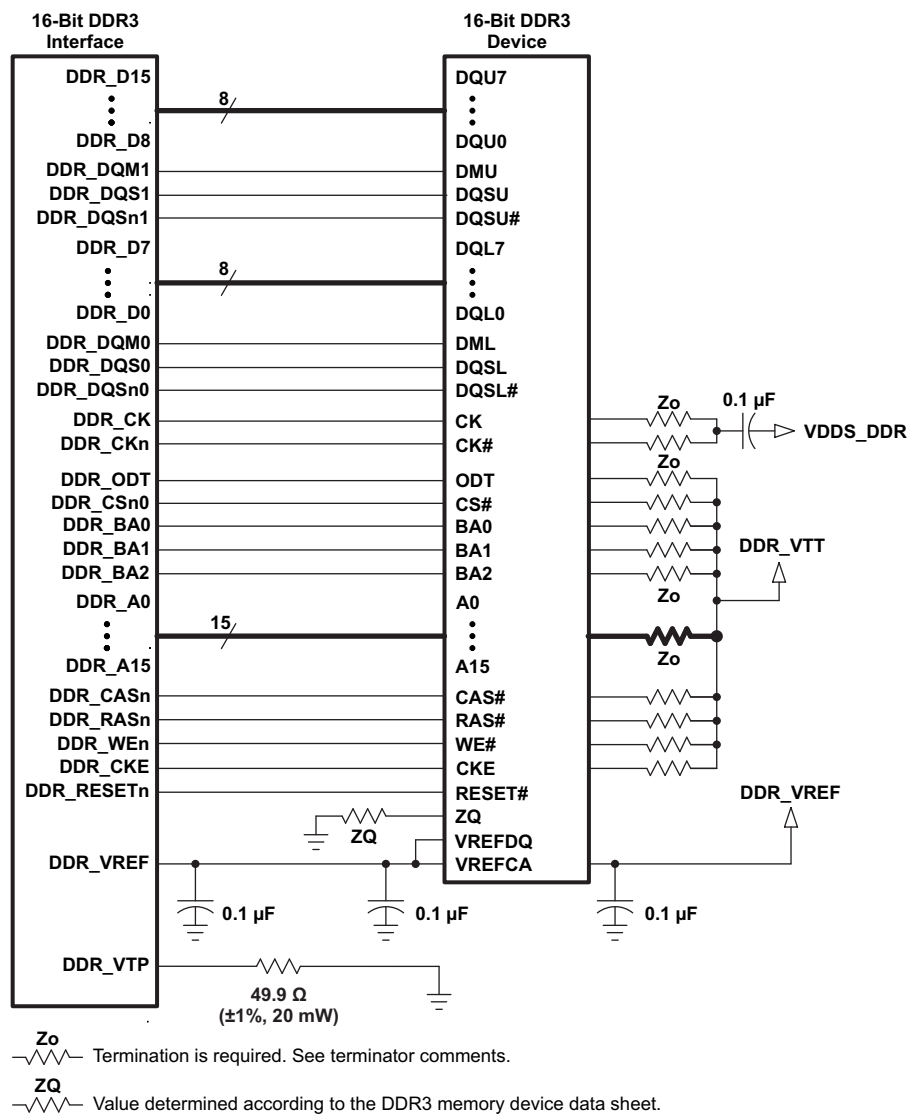 16-Bit DDR3
Interface
16-Bit DDR3
Device
DDR_D15
DQU7
8
DDR_D8
DQU0
DDR_DQM1
DMU
DDR_DQS1
DQSU
DDR_DQSn1
DQSU#
DDR_D7
DQL7
8
DDR_D0
DQL0
DDR_DQM0
DML
DDR_DQS0
DQSL
DDR_DQSn0
DQSL#
Zo
0.1 µF
DDR_CK
CK
VDDS_DDR
DDR_CKn
CK#
Zo
DDR_ODT
ODT
DDR_CSn0
CS#
DDR_BA0
BA0
DDR_BA1
BA1
DDR_VTT
DDR_BA2
BA2
Zo
DDR_A0
A0
15
Zo
DDR_A15
A15
DDR_CASn
CAS#
DDR_RASn
RAS#
DDR_WEn
WE#
DDR_CKE
CKE
DDR_RESETn
RESET#
DDR_VREF
ZQ
ZQ
VREFDQ
DDR_VREF
VREFCA
0.1 µF
0.1 µF
0.1 µF
DDR_VTP
49.9 Ω
(±1%, 20 mW)
Zo
Termination is required. See terminator comments.
ZQ
Value determined according to the DDR3 memory device data sheet.